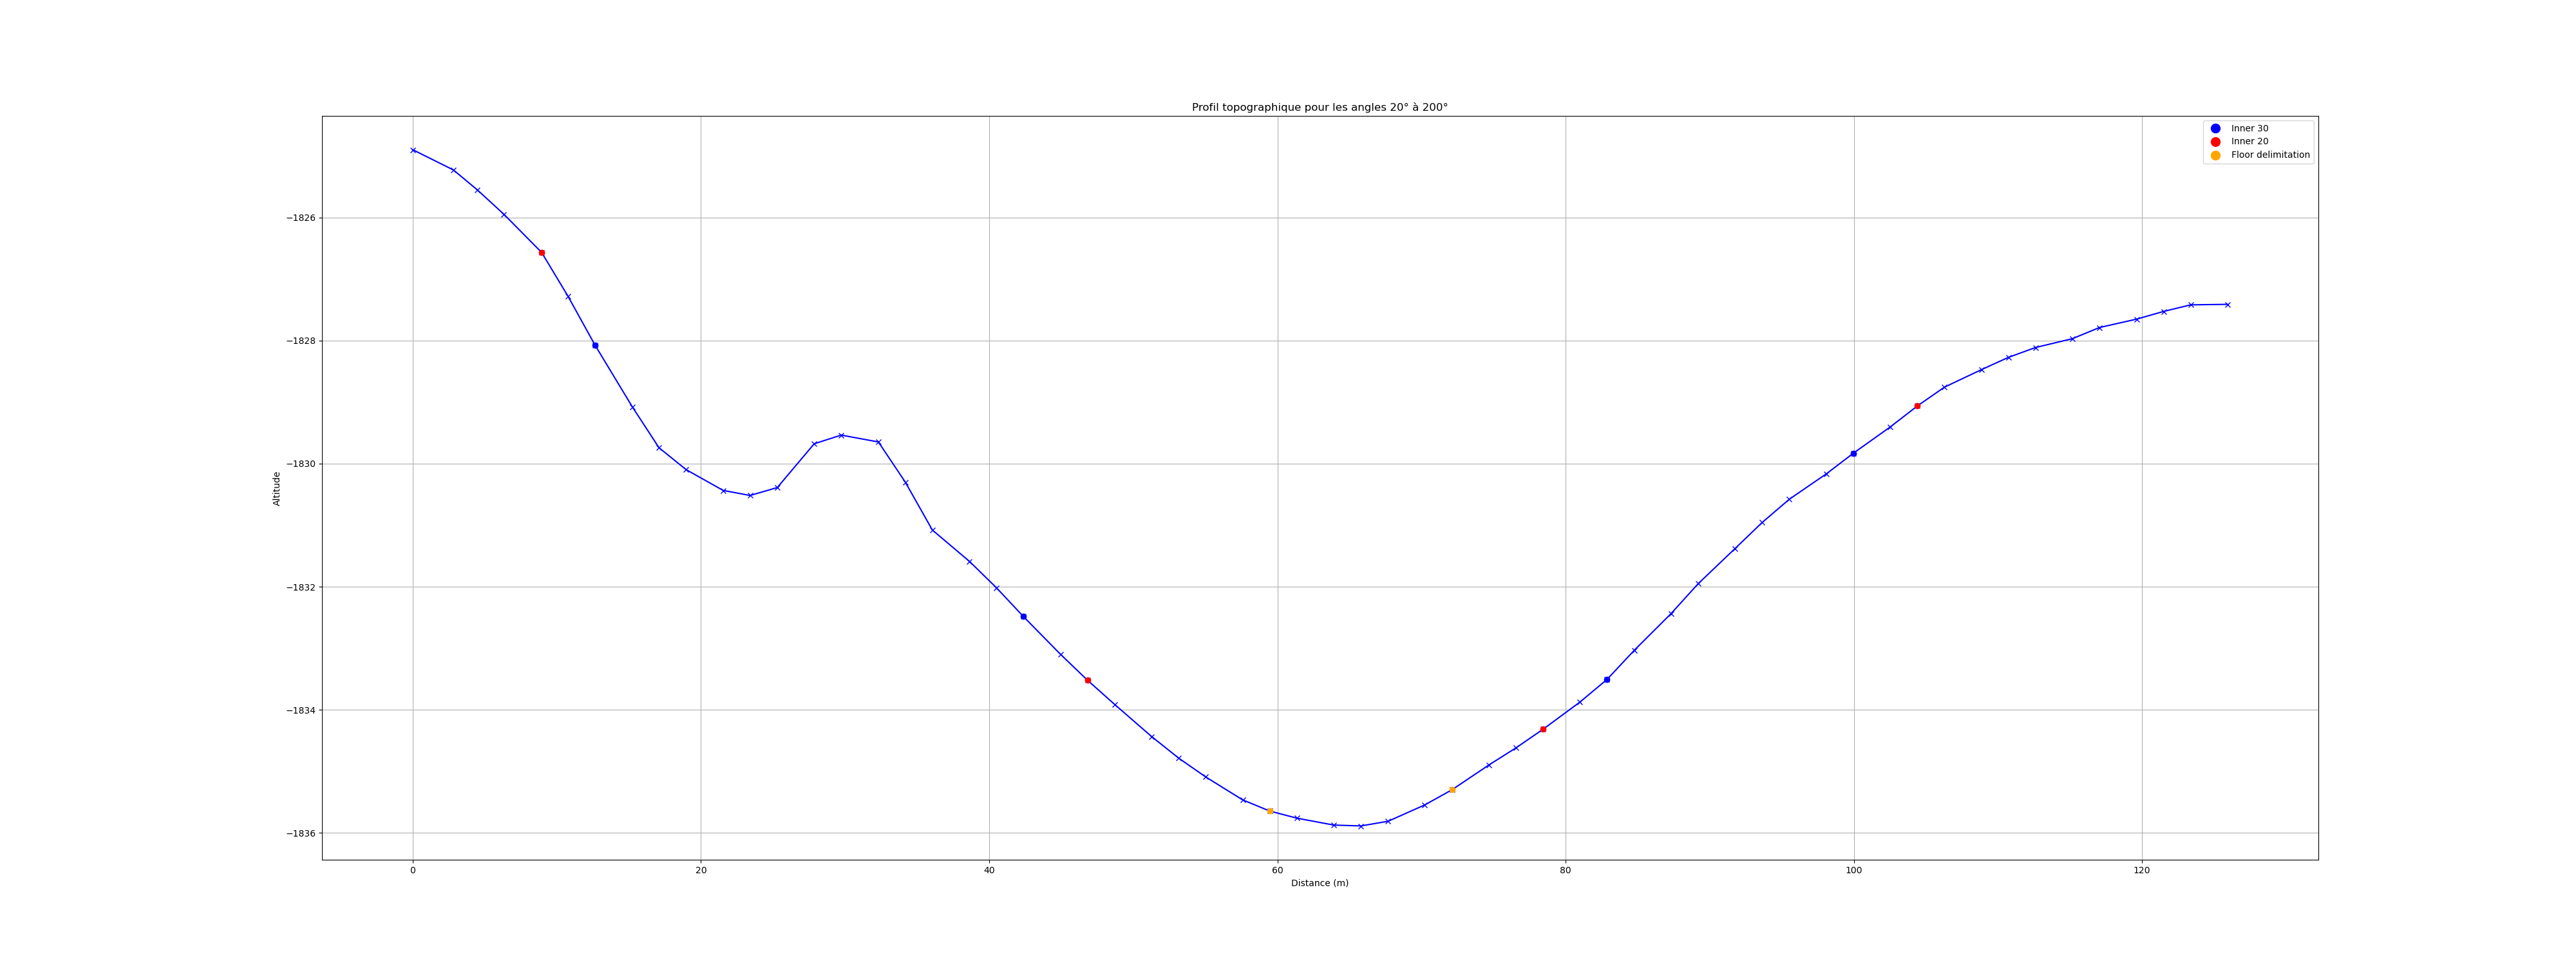 Profil topographique pour les angles 20° à 200°
Inner 30
Inner 20
Floor delimitation
−1826
−1828
−1830
−1832
−1834
−1836
Altitude
0 20 40 60 80 100 120
Distance (m)